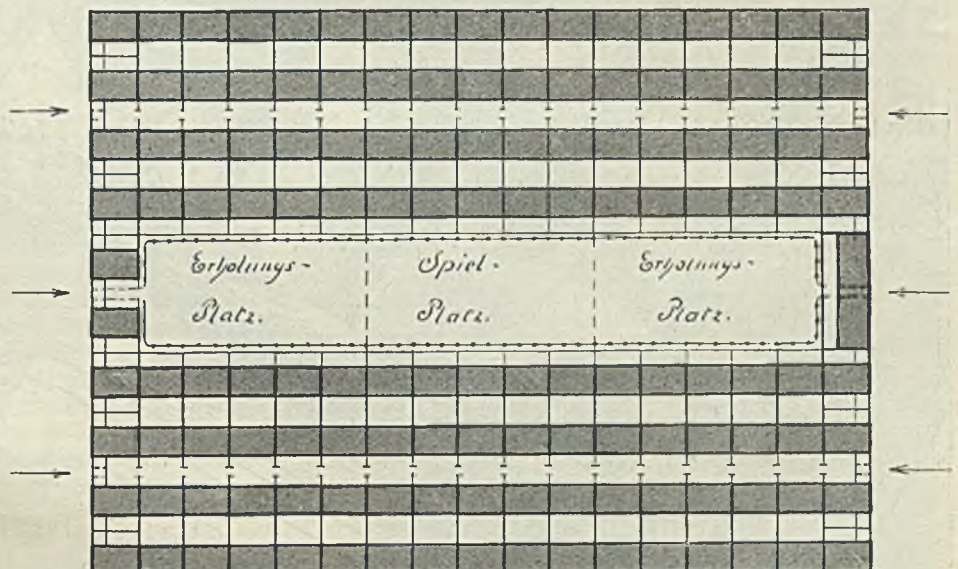 Erholungs-
Platz.
Spiel-
Platz.
Erholungs-
Platz.